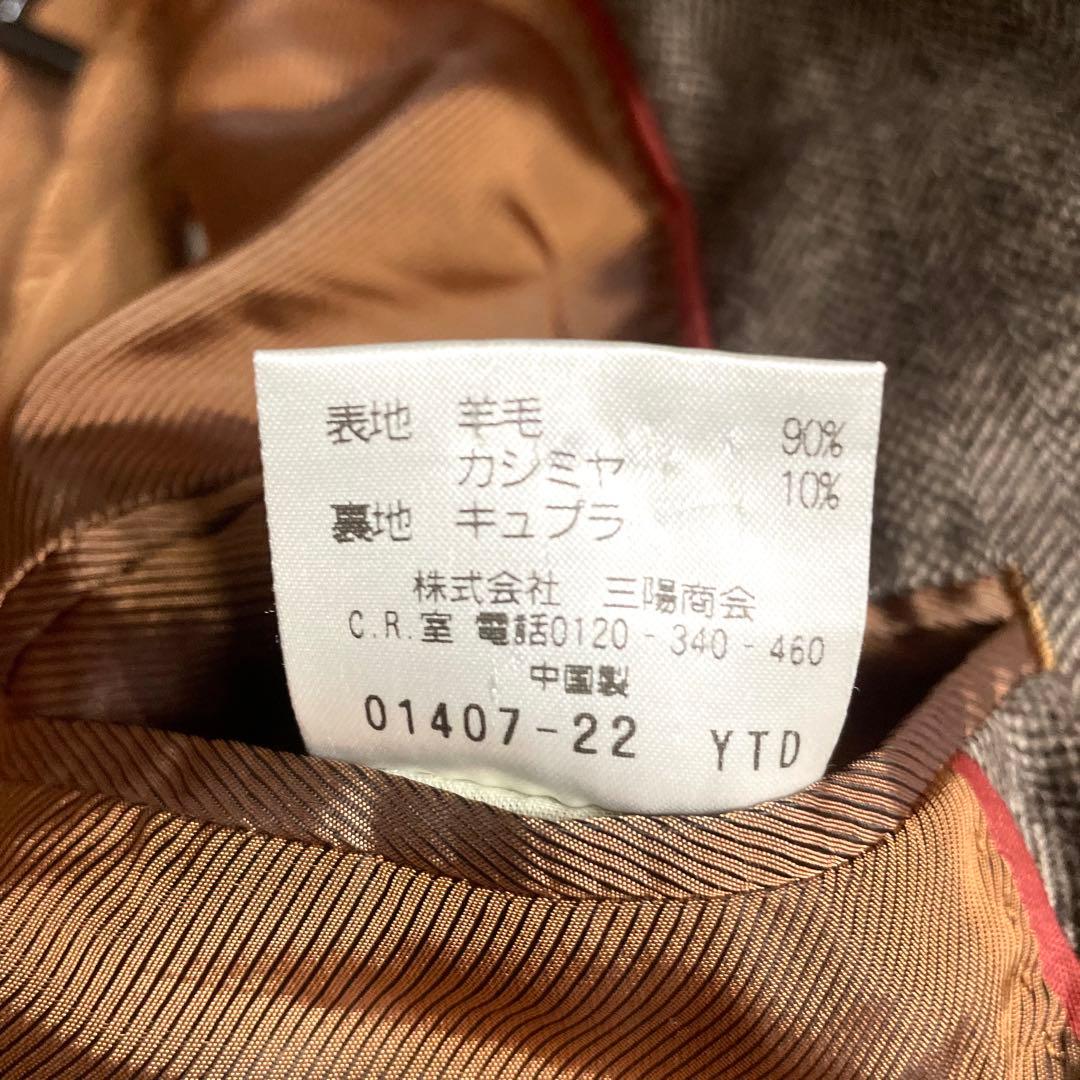 表地 羊毛 90%
カシミヤ 10%
裏地 キュプラ
株式会社 三陽商会
C.R.室 電話0120-340-460
中国製
01407-22 YTD